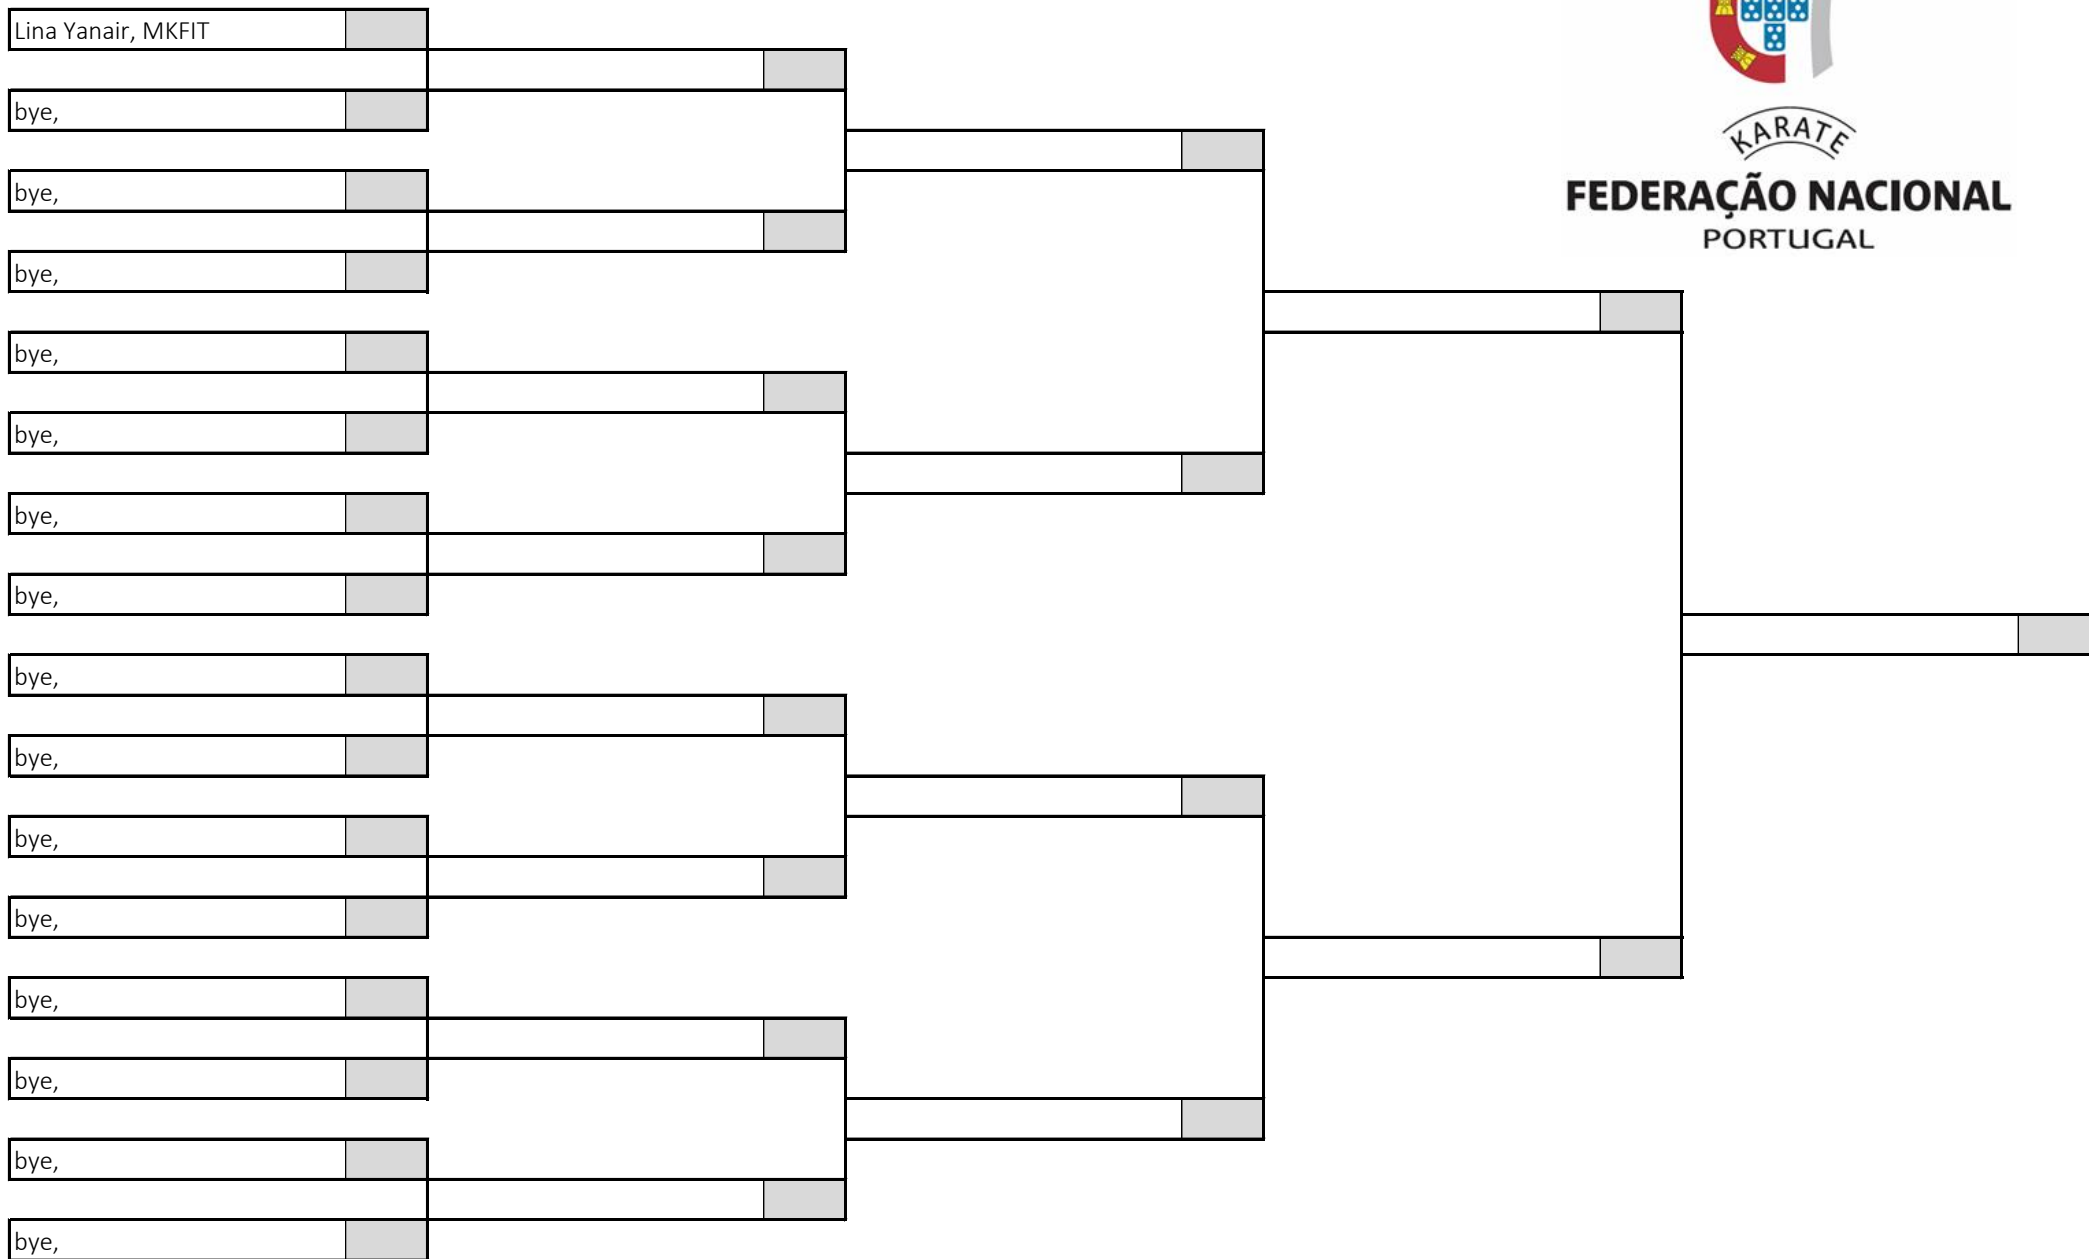 Lina Yanair, MKFIT
bye,
KARATE
FEDERAÇÃO NACIONAL
bye,
PORTUGAL
bye,
bye,
bye,
bye,
bye,
bye,
bye,
bye,
bye,
bye,
bye,
bye,
bye,